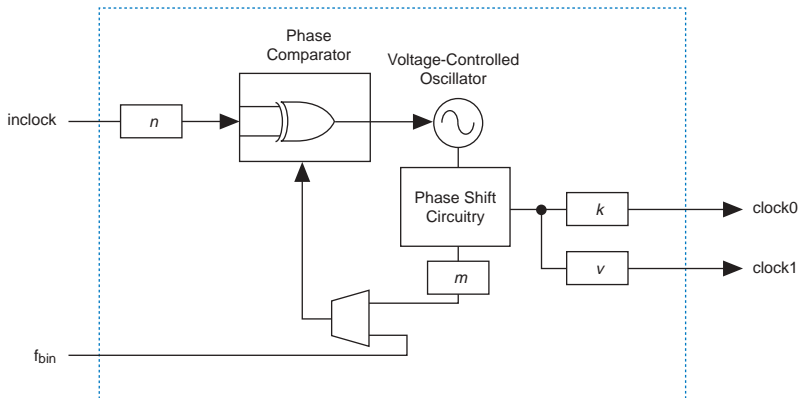 Phase
Comparator
Voltage-Controlled
Oscillator
inclock
n
Phase Shift
Circuitry
k
clock0
v
clock1
m
fbin